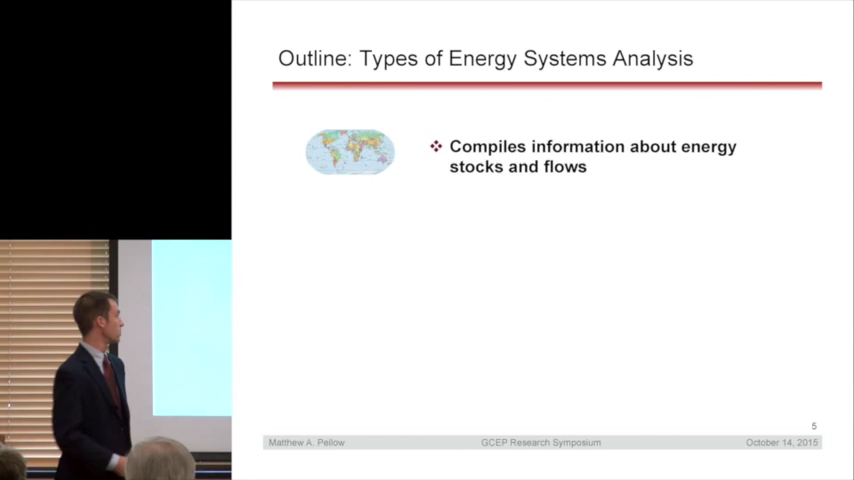 Outline: Types of Energy Systems Analysis
❖ Compiles information about energy
stocks and flows
5
Matthew A. Pellow GCEP Research Symposium October 14, 2015